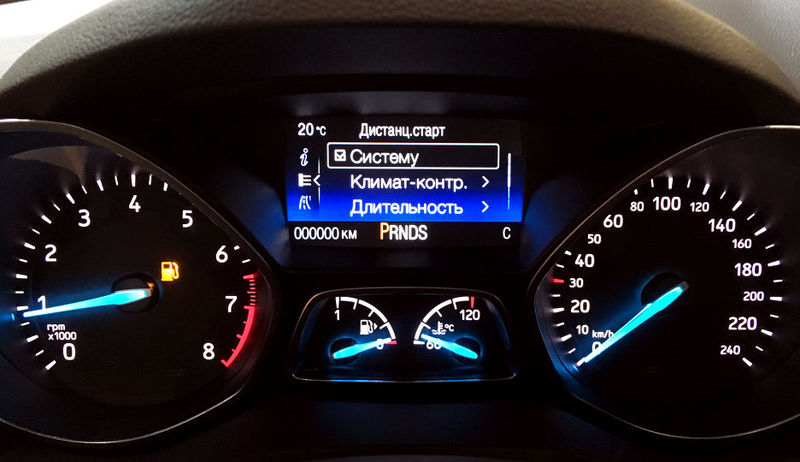 20 °C Дистанц.старт
Систему
Климат-контр.
Длительность
000000 КМ PRNDS C
0 1 2 3 4 5 6 7 8
rpm
x1000
1 0
60 120
°C
0 10 20 30 40 50 60 80 100 120 140 160 180 200 220 240
km/h